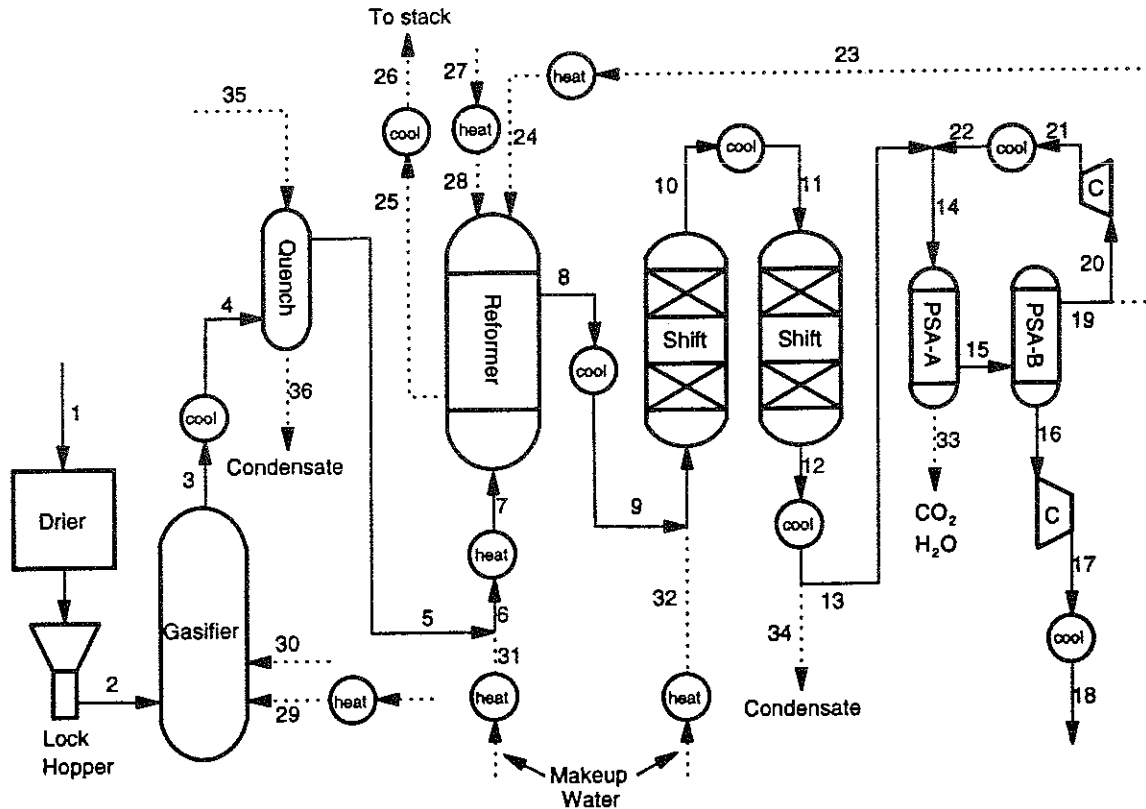 To stack
26
27
heat
23
35
cool
heat
24
22
cool
21
25
28
10
cool
11
C
14
Quench
4
8
20
Reformer
Shift
Shift
PSA-A
PSA-B
19
15
1
cool
36
cool
16
33
Condensate
3
12
7
9
cool
CO2
H2O
C
Drier
heat
17
6
32
13
5
34
Gasifier
30
31
cool
2
29
heat
heat
heat
18
Lock
Hopper
Condensate
Makeup
Water